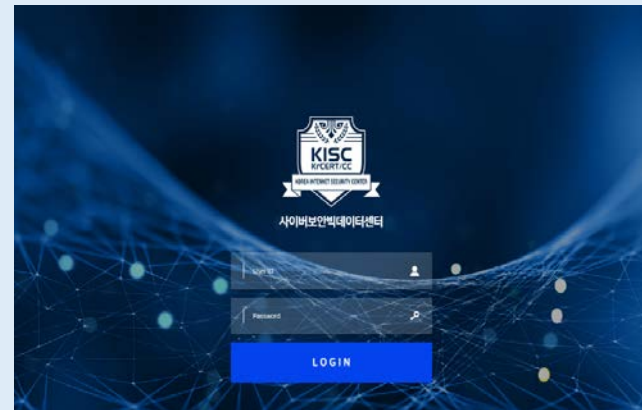 KISC
KrCERT/CC
KOREA INTERNET SECURITY CENTER
사이버보안빅데이터센터
User ID
Password
LOGIN